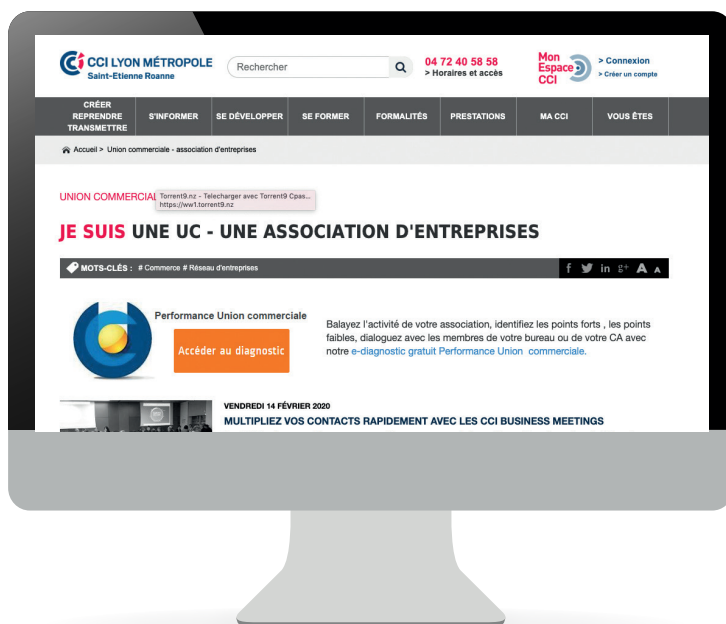 CCI LYON MÉTROPOLE
Saint-Etienne Roanne
Rechercher
04 72 40 58 58
> Horaires et accès
Mon
Espace
CCI
> Connexion
> Créer un compte
CRÉER
REPRENDRE
TRANSMETTRE
S'INFORMER
SE DÉVELOPPER
SE FORMER
FORMALITÉS
PRESTATIONS
MA CCI
VOUS ÊTES
Accueil > Union commerciale - association d'entreprises
UNION COMMERCIAL
Torrent9.nz - Telecharger avec Torrent9 Cpas...
https://ww1.torrent9.nz
JE SUIS UNE UC - UNE ASSOCIATION D'ENTREPRISES
MOTS-CLÉS : # Commerce # Réseau d'entreprises
f in g+ A A
Performance Union commerciale
Accéder au diagnostic
Balayez l'activité de votre association, identifiez les points forts , les points
faibles, dialoguez avec les membres de votre bureau ou de votre CA avec
notre e-diagnostic gratuit Performance Union commerciale.
VENDREDI 14 FÉVRIER 2020
MULTIPLIEZ VOS CONTACTS RAPIDEMENT AVEC LES CCI BUSINESS MEETINGS